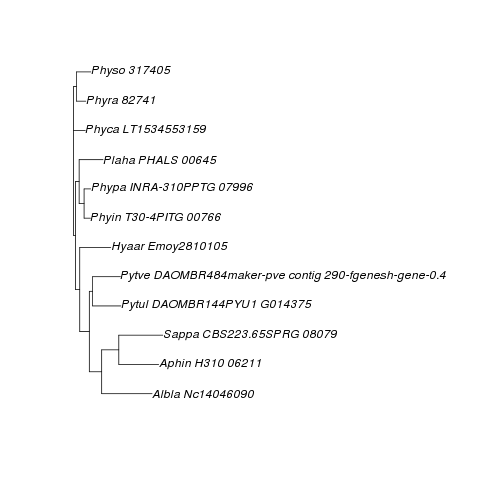 Physo 317405
Phyra 82741
Phyca LT1534553159
Plaha PHALS 00645
Phypa INRA-310PPTG 07996
Phyin T30-4PITG 00766
Hyaar Emoy2810105
Pytve DAOMBR484maker-pve contig 290-fgenesh-gene-0.4
Pytul DAOMBR144PYU1 G014375
Sappa CBS223.65SPRG 08079
Aphin H310 06211
Albla Nc14046090